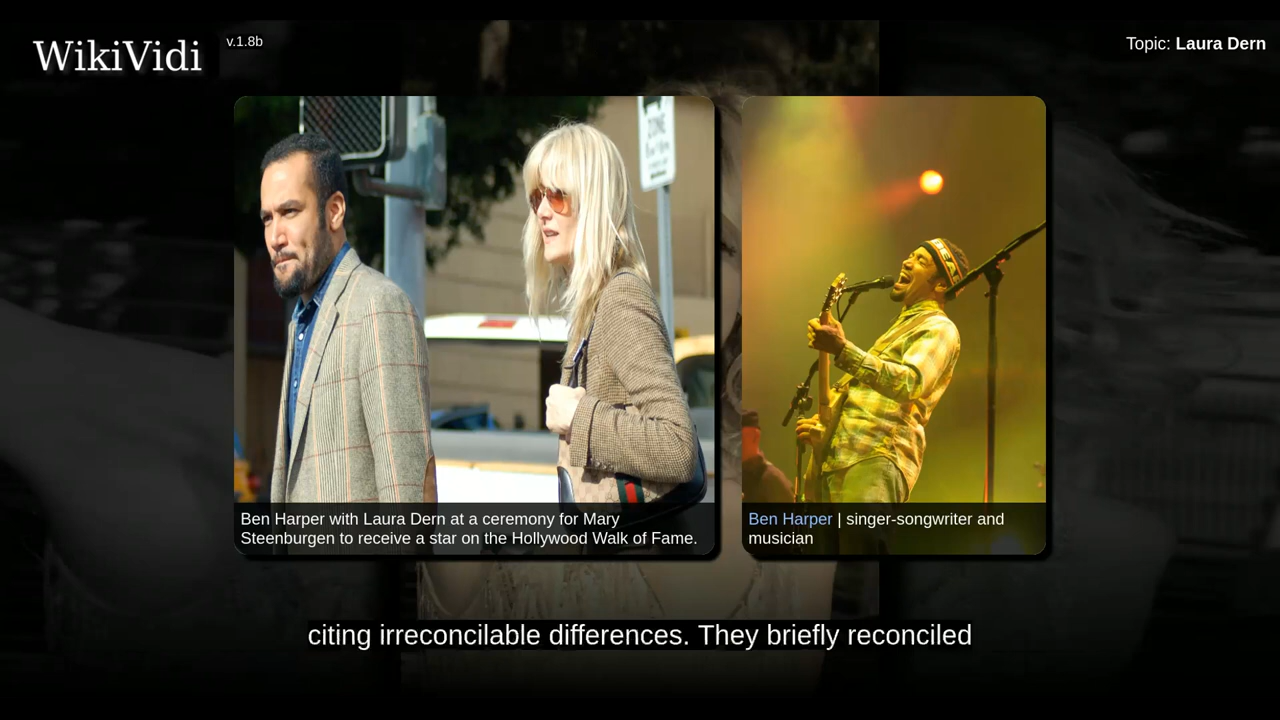 WikiVidi
v.1.8b
Topic: Laura Dern
ZONE
Ben Harper with Laura Dern at a ceremony for Mary
Steenburgen to receive a star on the Hollywood Walk of Fame.
Ben Harper | singer-songwriter and
musician
citing irreconcilable differences. They briefly reconciled